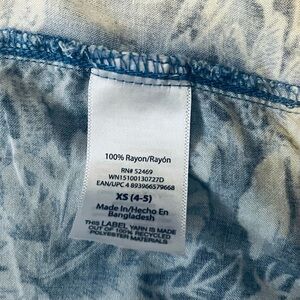 100% Rayon/Rayón
RN# 52469
WN15100130727D
EAN/UPC 4 893966579668
XS (4-5)
Made In/Hecho En
Bangladesh
THIS LABEL YARN IS MADE
OUT OF 100% RECYCLED
POLYESTER MATERIALS